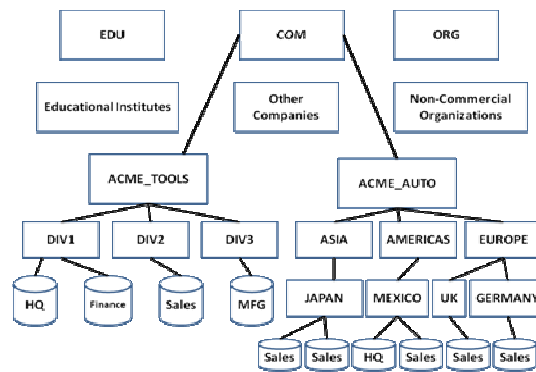 EDU
COM
ORG
Educational Institutes
Other
Companies
Non-Commercial
Organizations
ACME_TOOLS
ACME_AUTO
DIV1
DIV2
DIV3
ASIA
AMERICAS
EUROPE
HQ
Finance
Sales
MFG
JAPAN
MEXICO
UK
GERMANY
Sales
Sales
HQ
Sales
Sales
Sales